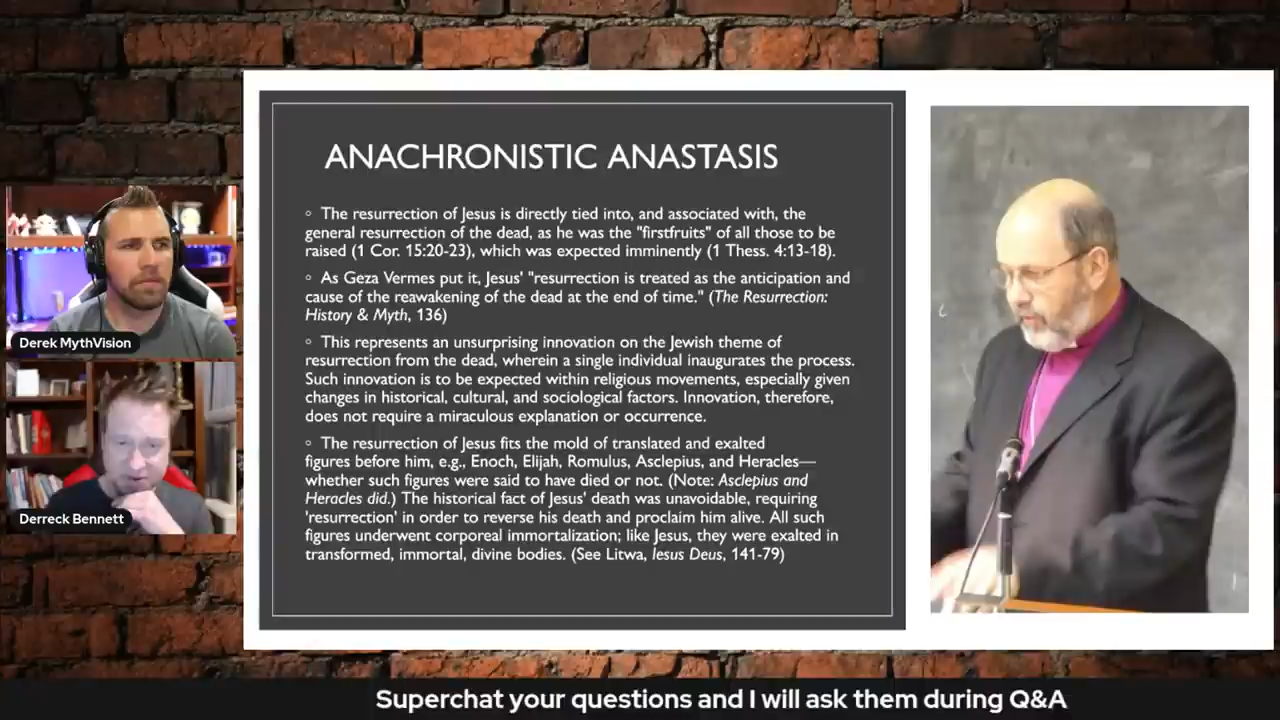 ANACHRONISTIC ANASTASIS
◦ The resurrection of Jesus is directly tied into, and associated with, the
general resurrection of the dead, as he was the "firstfruits" of all those to be
raised (1 Cor. 15:20-23), which was expected imminently (1 Thess. 4:13-18).
◦ As Geza Vermes put it, Jesus' "resurrection is treated as the anticipation and
cause of the reawakening of the dead at the end of time." (The Resurrection:
History & Myth, 136)
◦ This represents an unsurprising innovation on the Jewish theme of
resurrection from the dead, wherein a single individual inaugurates the process.
Such innovation is to be expected within religious movements, especially given
changes in historical, cultural, and sociological factors. Innovation, therefore,
does not require a miraculous explanation or occurrence.
◦ The resurrection of Jesus fits the mold of translated and exalted
figures before him, e.g., Enoch, Elijah, Romulus, Asclepius, and Heracles—
whether such figures were said to have died or not. (Note: Asclepius and
Heracles did.) The historical fact of Jesus' death was unavoidable, requiring
'resurrection' in order to reverse his death and proclaim him alive. All such
figures underwent corporeal immortalization; like Jesus, they were exalted in
transformed, immortal, divine bodies. (See Litwa, Iesus Deus, 141-79)
Derek MythVision
Derreck Bennett
Superchat your questions and I will ask them during Q&A